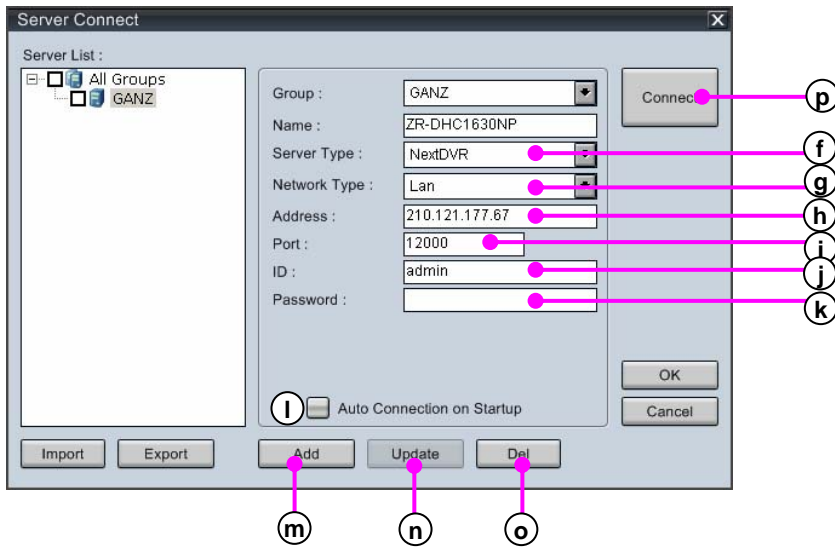 Server Connect
Server List :
All Groups
GANZ
Group :
GANZ
Name :
ZR-DHC1630NP
Server Type :
NextDVR
Network Type :
Lan
Address :
210.121.177.67
Port :
12000
ID :
admin
Password :
Auto Connection on Startup
Connect
OK
Cancel
Import
Export
Add
Update
Del
p
f
g
h
i
j
k
l
m
n
o